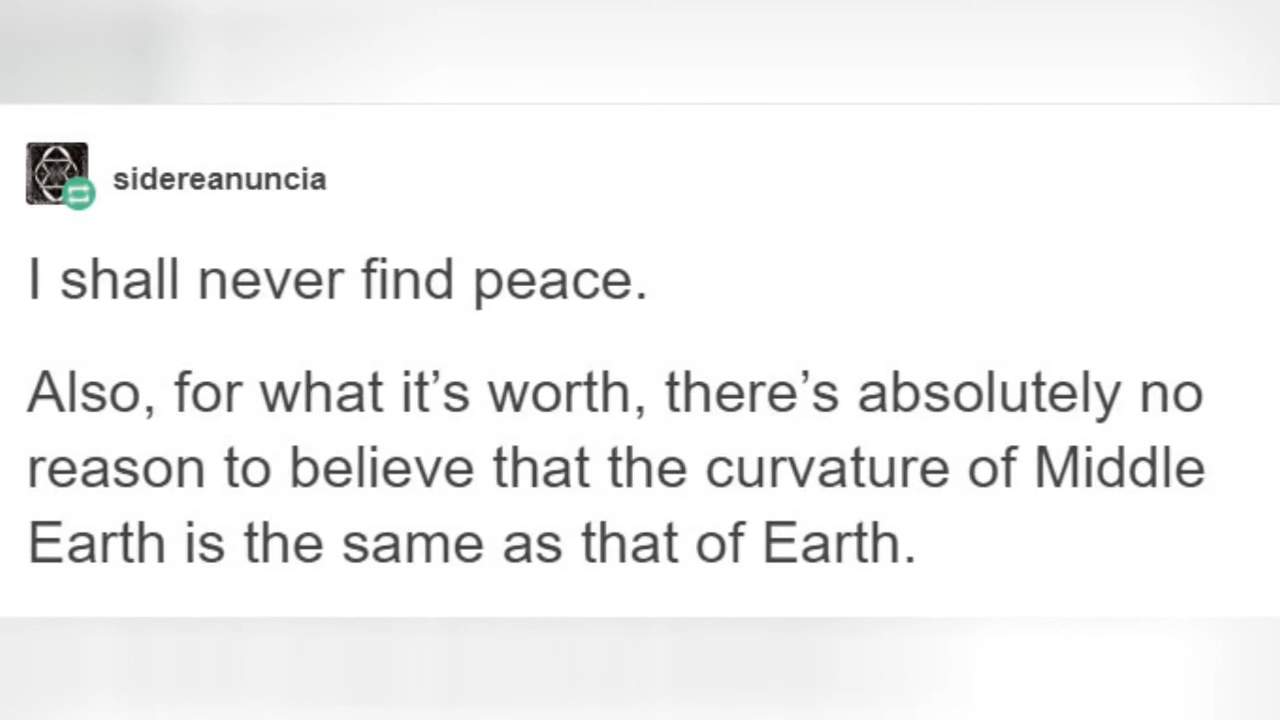 sidereanuncia
I shall never find peace.
Also, for what it’s worth, there’s absolutely no
reason to believe that the curvature of Middle
Earth is the same as that of Earth.